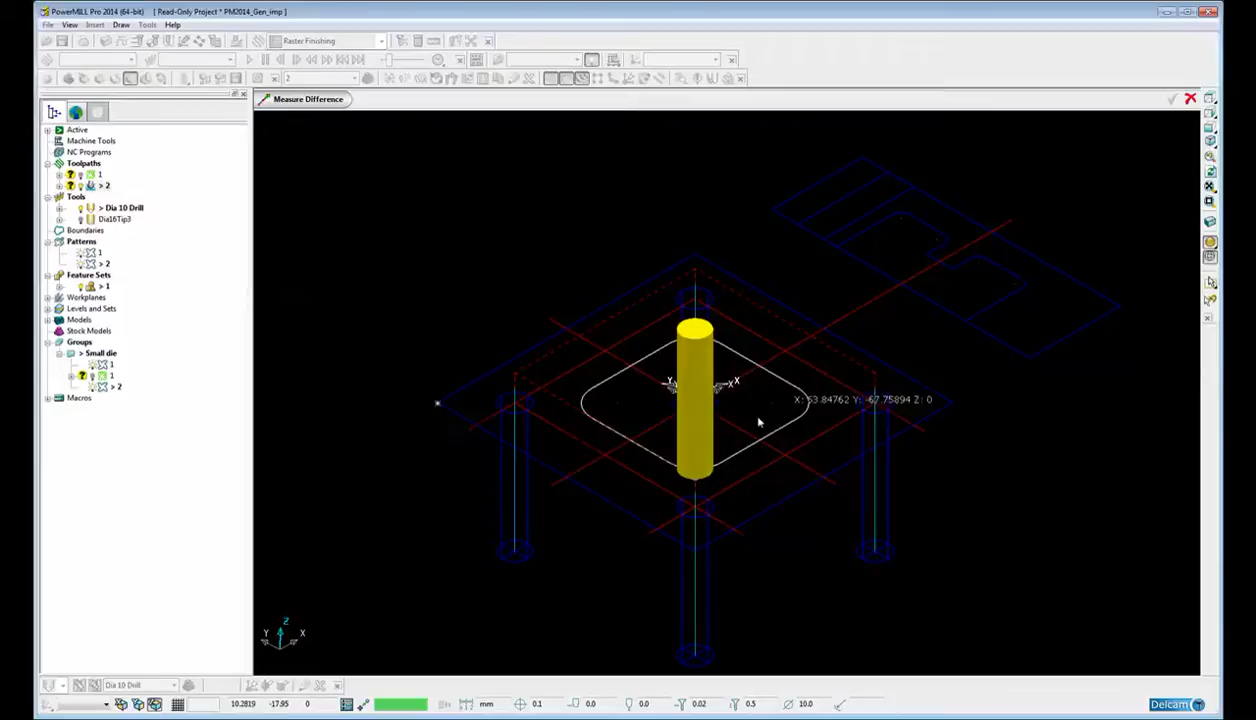 PowerMILL Pro 2014 (64-bit)    [ Read-Only Project * PM2014_Gen_imp ]
File View Insert Draw Tools Help
Raster Finishing
2
Measure Difference
Active
Machine Tools
NC Programs
Toolpaths
1
> 2
Tools
> Dia 10 Drill
Dia16Tip3
Boundaries
Patterns
1
> 2
Feature Sets
> 1
Workplanes
Levels and Sets
Models
Stock Models
Groups
> Small die
1
1
> 2
Macros
Y X X
X: 53.84762 Y: -67.75894 Z: 0
Z
Y X
Dia 10 Drill
10.2819 -17.95 0 mm 0.1 0.0 0.0 0.02 0.5 10.0 Delcam